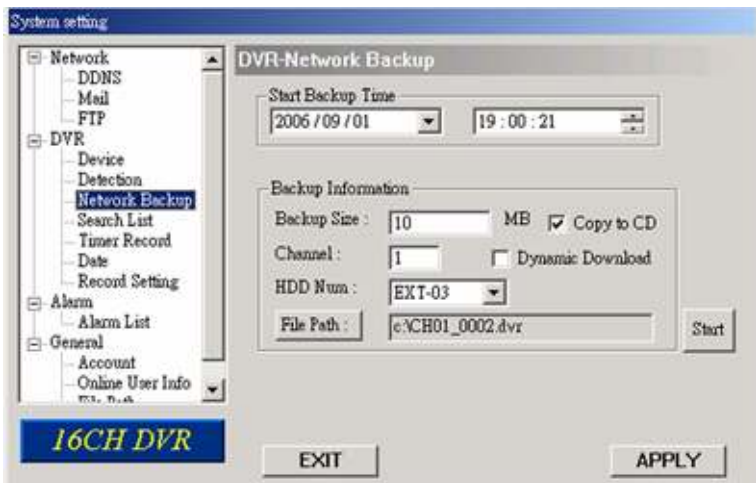 System setting
Network
DDNS
Mail
FTP
DVR
Device
Detection
Network Backup
Search List
Timer Record
Date
Record Setting
Alarm
Alarm List
General
Account
Online User Info
File Path
16CH DVR
DVR-Network Backup
Start Backup Time
2006 / 09 / 01
19 : 00 : 21
Backup Information
Backup Size : 10 MB Copy to CD
Channel : 1 Dynamic Download
HDD Num : EXT-03
File Path : c:\CH01_0002.dvr
Start
EXIT
APPLY